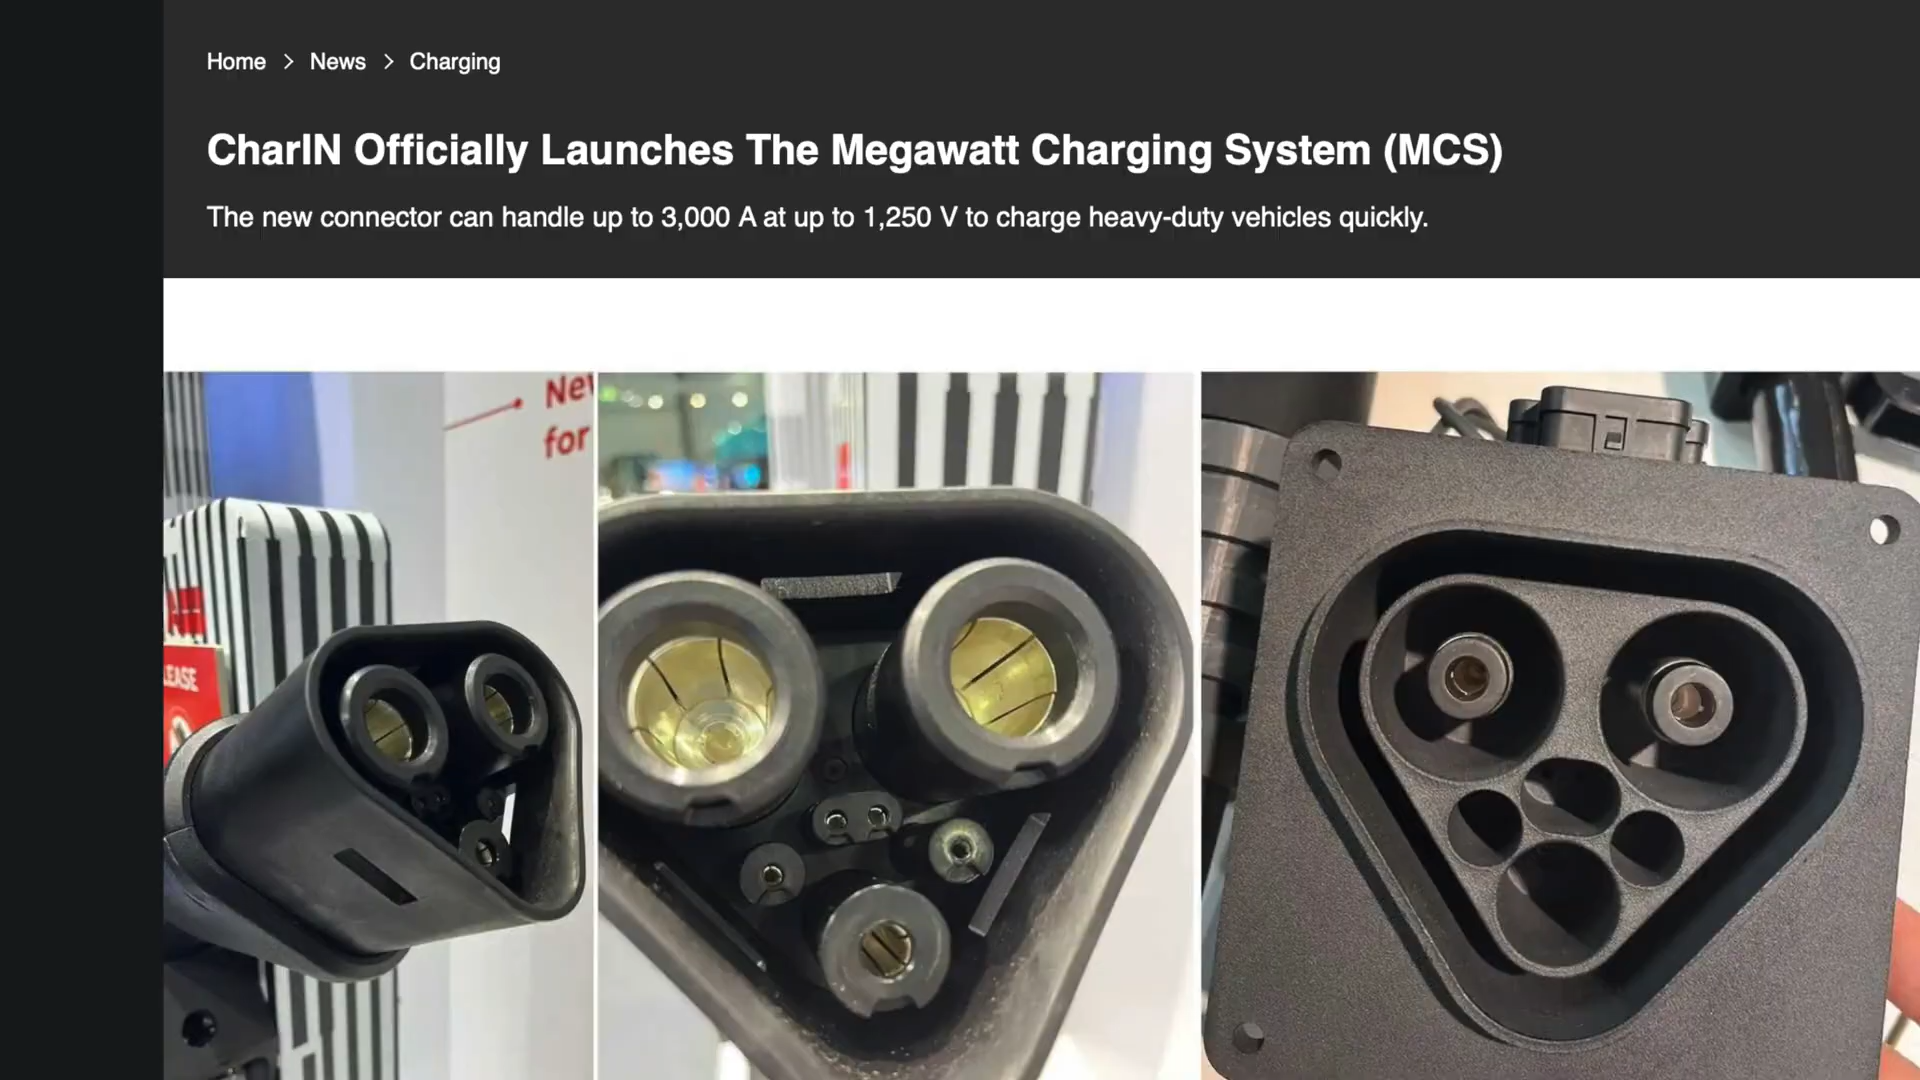 Home > News > Charging
CharIN Officially Launches The Megawatt Charging System (MCS)
The new connector can handle up to 3,000 A at up to 1,250 V to charge heavy-duty vehicles quickly.
for